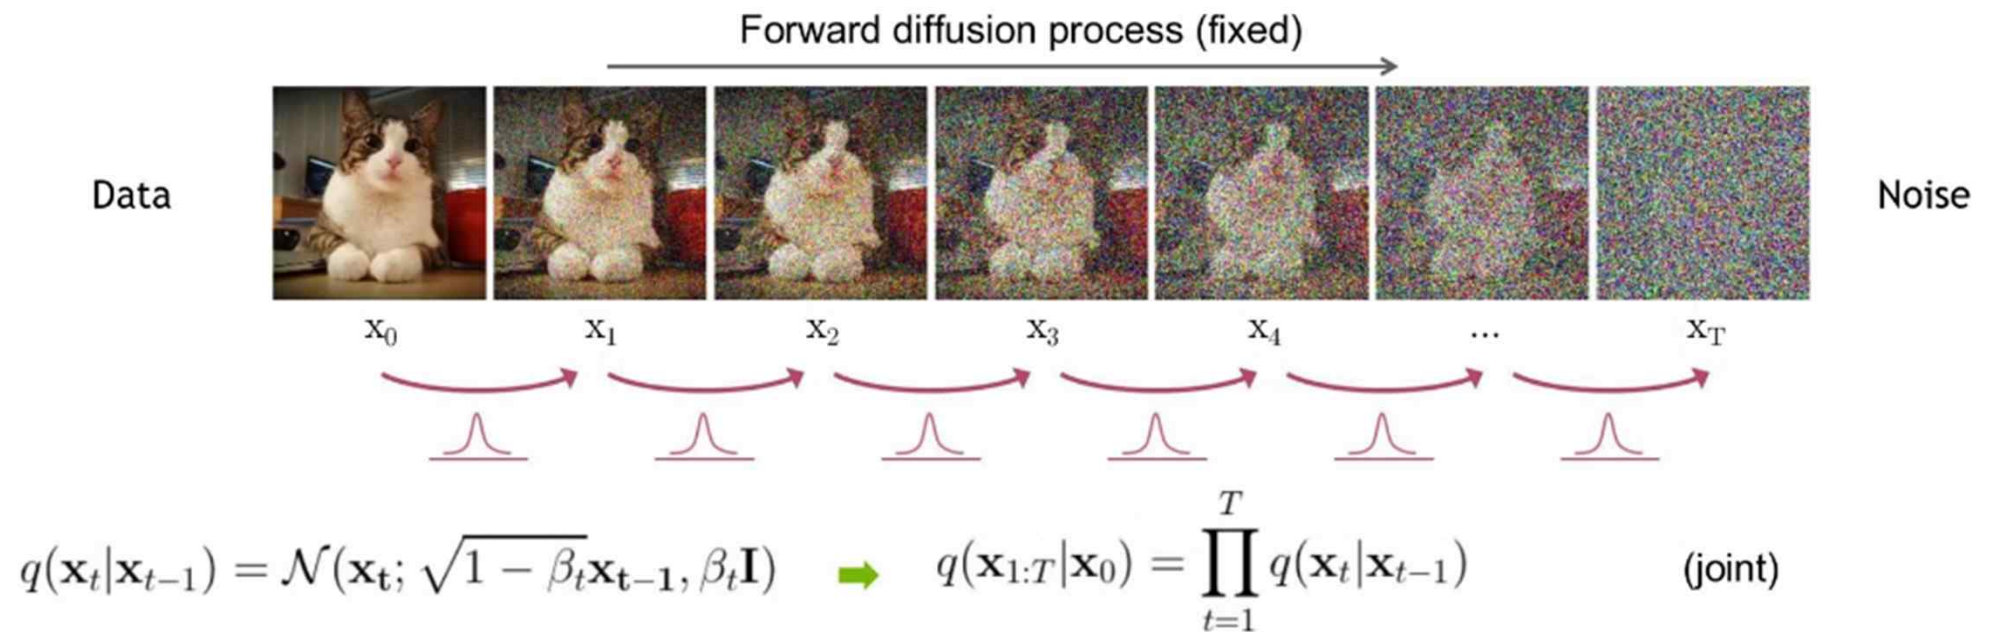 Forward diffusion process (fixed)
Data
Noise
x₀ x₁ x₂ x₃ x₄ ... x_T
q(𝐱ₜ|𝐱ₜ₋₁) = 𝒩(𝐱ₜ; √(1 − βₜ)𝐱ₜ₋₁, βₜ𝐈) q(𝐱₁:T|𝐱₀) = ∏_{t=1}^{T} q(𝐱ₜ|𝐱ₜ₋₁) (joint)